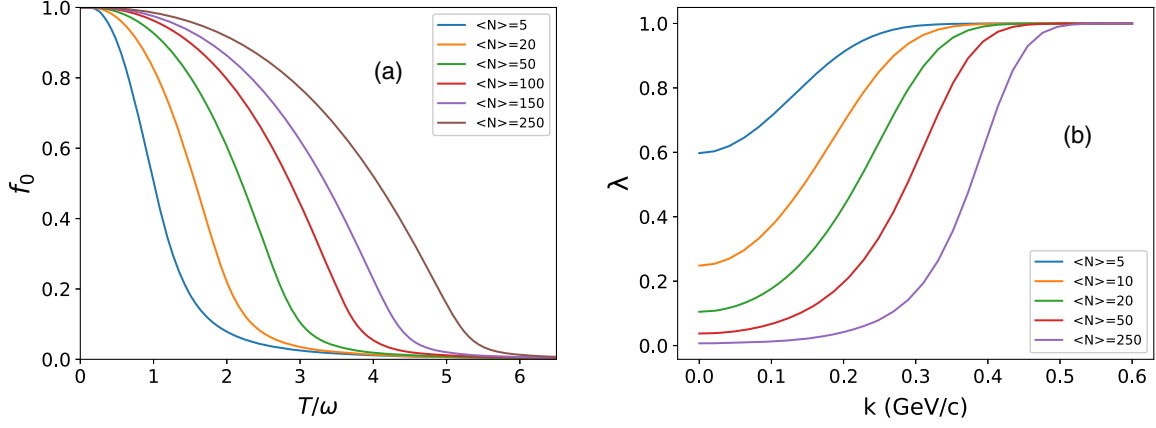 (a)
f₀
1.0
0.8
0.6
0.4
0.2
0.0
0 1 2 3 4 5 6
T/ω
<N>=5
<N>=20
<N>=50
<N>=100
<N>=150
<N>=250
(b)
λ
1.0
0.8
0.6
0.4
0.2
0.0
0.0 0.1 0.2 0.3 0.4 0.5 0.6
k (GeV/c)
<N>=5
<N>=10
<N>=20
<N>=50
<N>=250